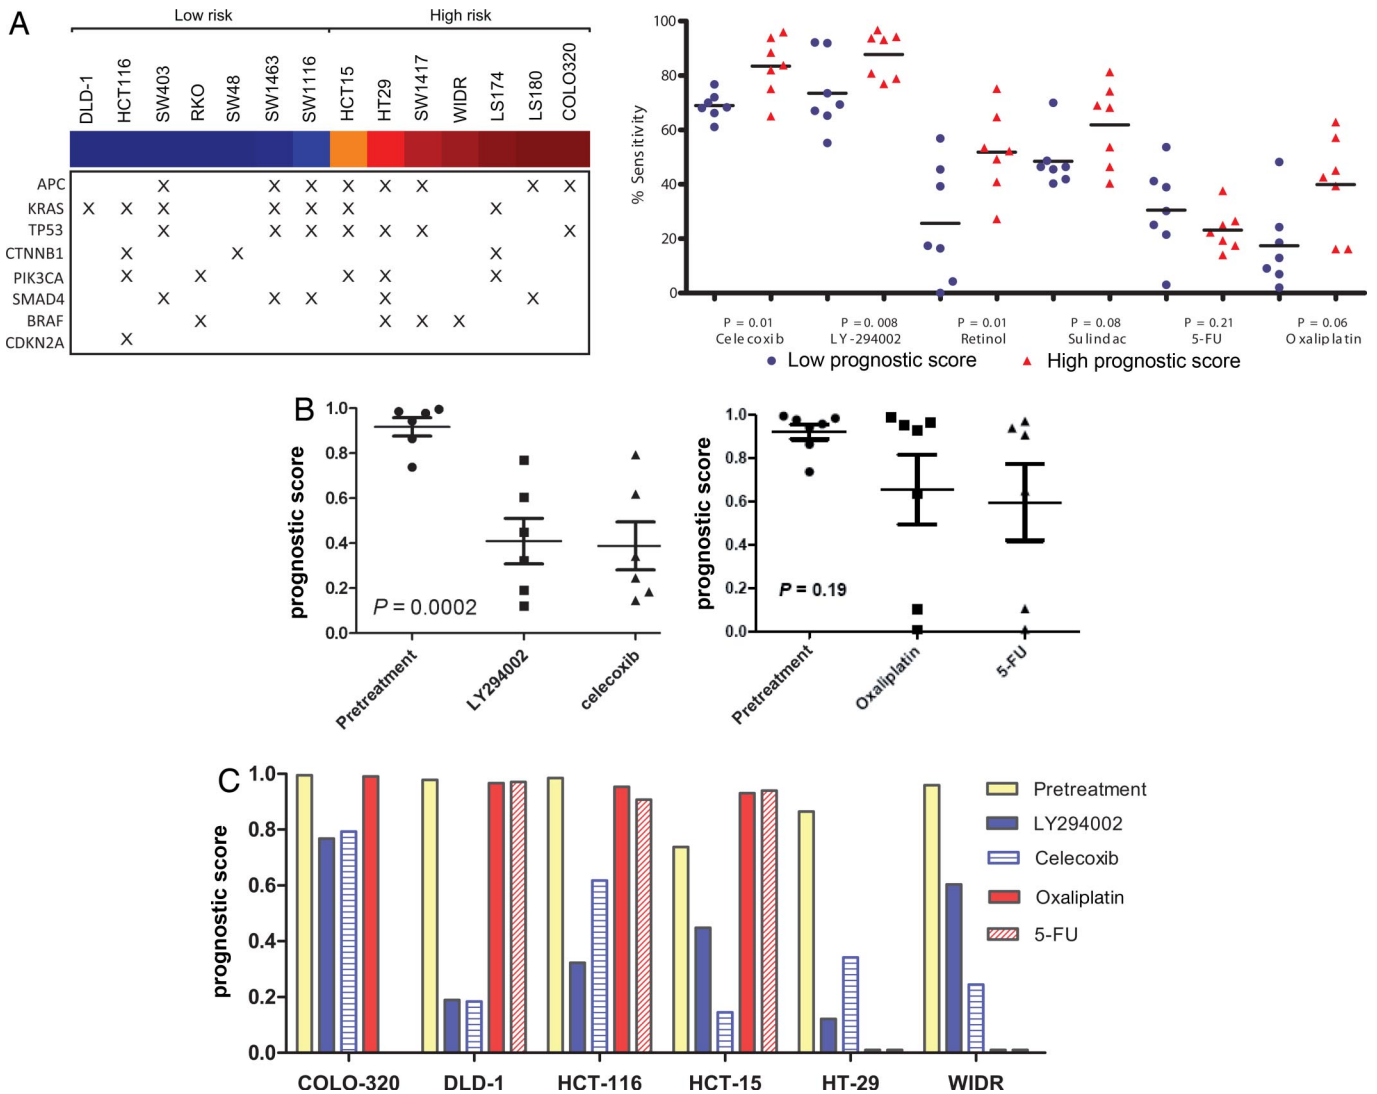 A
Low risk
High risk
DLD-1
HCT116
SW403
RKO
SW48
SW1463
SW1116
HCT15
HT29
SW1417
WIDR
LS174
LS180
COLO320
APC X X X X X X X X
KRAS X X X X X X X
TP53 X X X X X X X
CTNNB1 X X X
PIK3CA X X X X X
SMAD4 X X X X X
BRAF X X X X
CDKN2A X
% Sensitivity
100
80
60
40
20
0
P = 0.01 P = 0.008 P = 0.01 P = 0.08 P = 0.21 P = 0.06
Celecoxib LY-294002 Retinol Sulindac 5-FU Oxaliplatin
Low prognostic score High prognostic score
B
prognostic score
1.0
0.8
0.6
0.4
0.2
0.0
P = 0.0002
Pretreatment
LY294002
celecoxib
prognostic score
1.0
0.8
0.6
0.4
0.2
0.0
P = 0.19
Pretreatment
Oxaliplatin
5-FU
C
prognostic score
1.0
0.8
0.6
0.4
0.2
0.0
COLO-320 DLD-1 HCT-116 HCT-15 HT-29 WIDR
Pretreatment
LY294002
Celecoxib
Oxaliplatin
5-FU